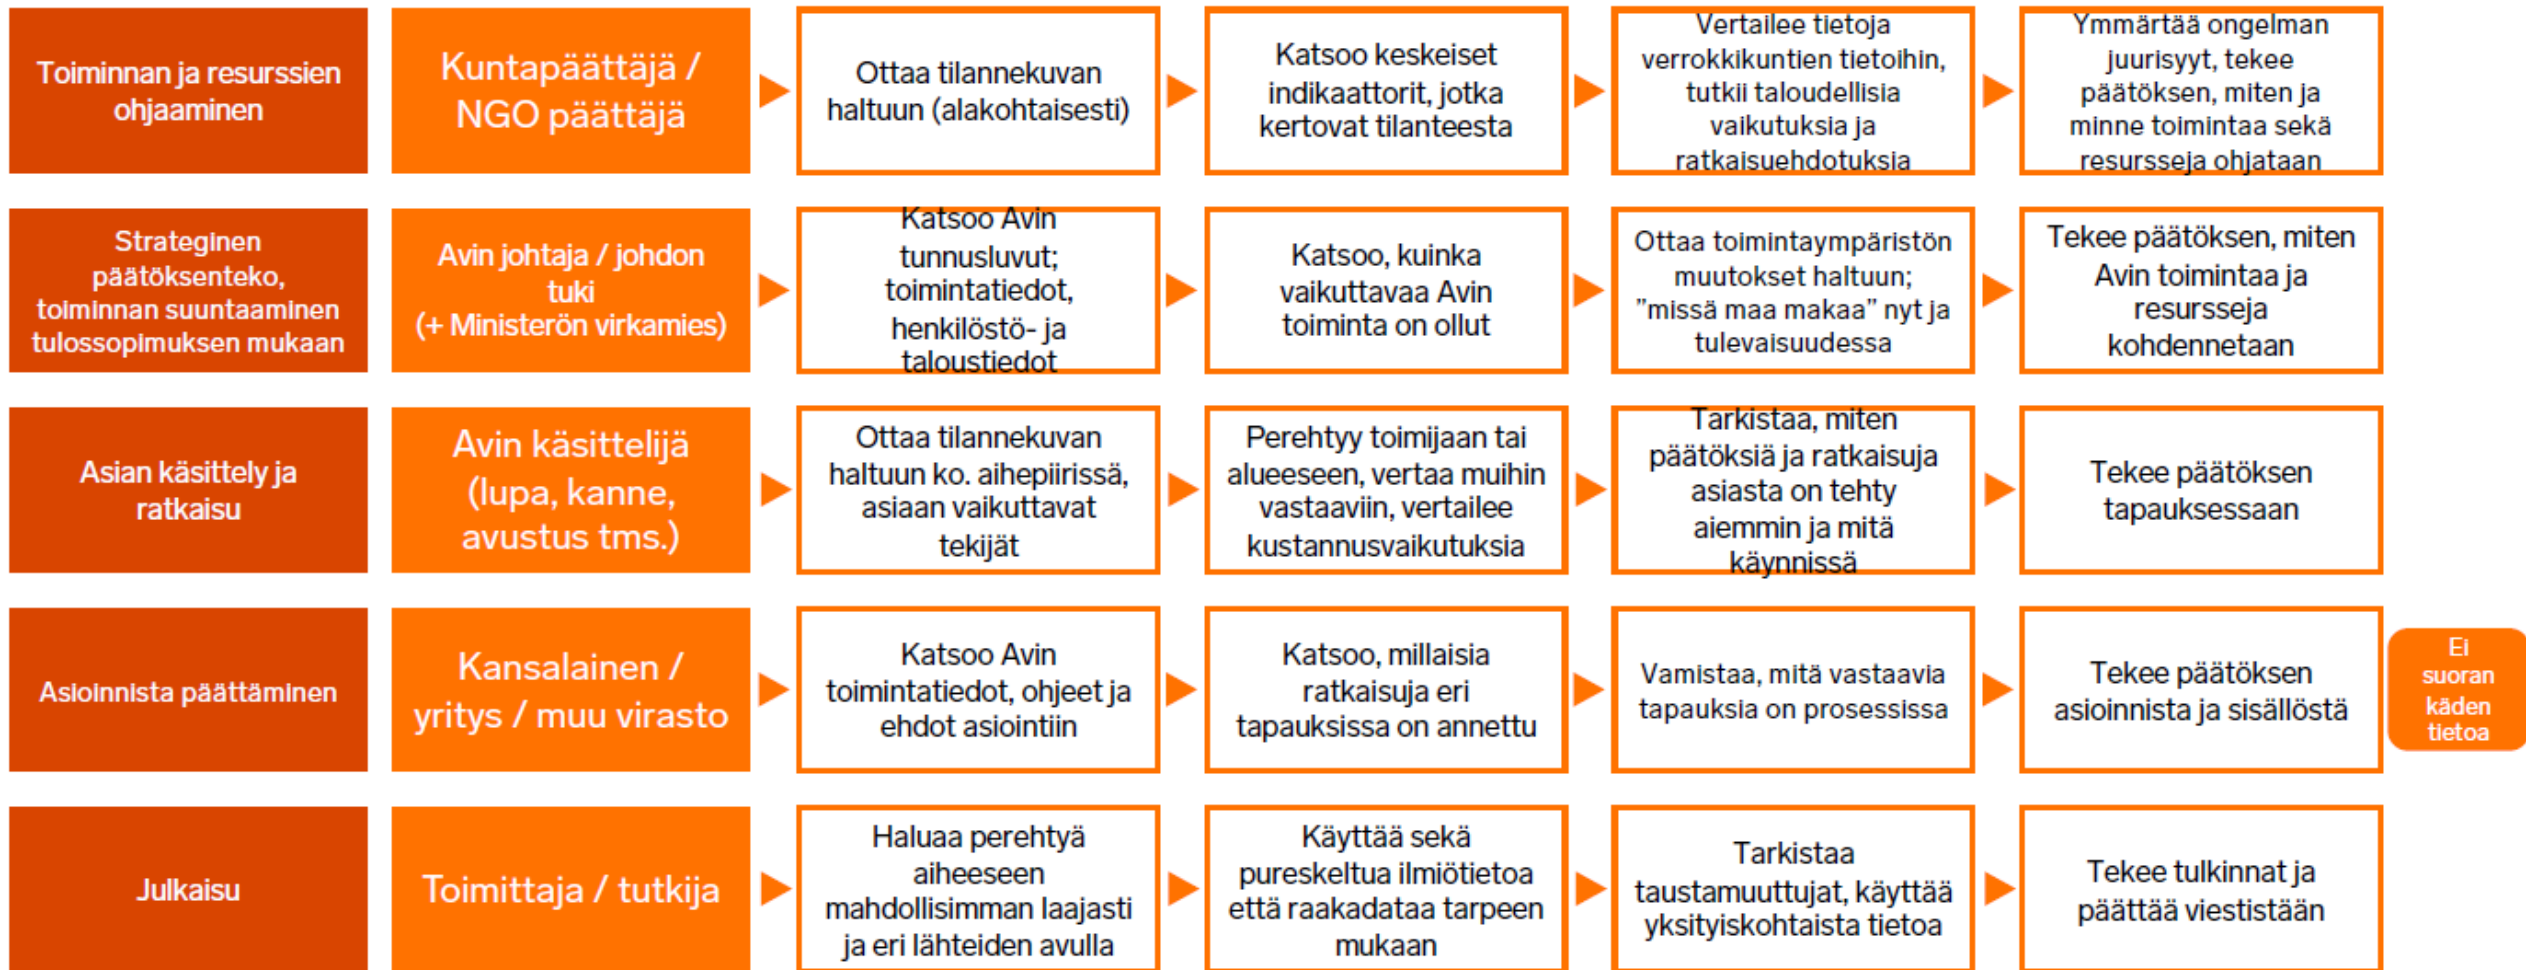 Toiminnan ja resurssien
ohjaaminen
Kuntapäättäjä /
NGO päättäjä
Ottaa tilannekuvan
haltuun (alakohtaisesti)
Katsoo keskeiset
indikaattorit, jotka
kertovat tilanteesta
Vertailee tietoja
verrokkikuntien tietoihin,
tutkii taloudellisia
vaikutuksia ja
ratkaisuehdotuksia
Ymmärtää ongelman
juurisyyt, tekee
päätöksen, miten ja
minne toimintaa sekä
resursseja ohjataan
Strateginen
päätöksenteko,
toiminnan suuntaaminen
tulossopimuksen mukaan
Avin johtaja / johdon
tuki
(+ Ministerön virkamies)
Katsoo Avin
tunnusluvut;
toimintatiedot,
henkilöstö- ja
taloustiedot
Katsoo, kuinka
vaikuttavaa Avin
toiminta on ollut
Ottaa toimintaympäristön
muutokset haltuun;
”missä maa makaa” nyt ja
tulevaisuudessa
Tekee päätöksen, miten
Avin toimintaa ja
resursseja
kohdennetaan
Asian käsittely ja
ratkaisu
Avin käsittelijä
(lupa, kanne,
avustus tms.)
Ottaa tilannekuvan
haltuun ko. aihepiirissä,
asiaan vaikuttavat
tekijät
Perehtyy toimijaan tai
alueeseen, vertaa muihin
vastaaviin, vertailee
kustannusvaikutuksia
Tarkistaa, miten
päätöksiä ja ratkaisuja
asiasta on tehty
aiemmin ja mitä
käynnissä
Tekee päätöksen
tapauksessaan
Asioinnista päättäminen
Kansalainen /
yritys / muu virasto
Katsoo Avin
toimintatiedot, ohjeet ja
ehdot asiointiin
Katsoo, millaisia
ratkaisuja eri
tapauksissa on annettu
Vamistaa, mitä vastaavia
tapauksia on prosessissa
Tekee päätöksen
asioinnista ja sisällöstä
Ei
suoran
käden
tietoa
Julkaisu
Toimittaja / tutkija
Haluaa perehtyä
aiheeseen
mahdollisimman laajasti
ja eri lähteiden avulla
Käyttää sekä
pureskeltua ilmiötietoa
että raakadataa tarpeen
mukaan
Tarkistaa
taustamuuttujat, käyttää
yksityiskohtaista tietoa
Tekee tulkinnat ja
päättää viestistään